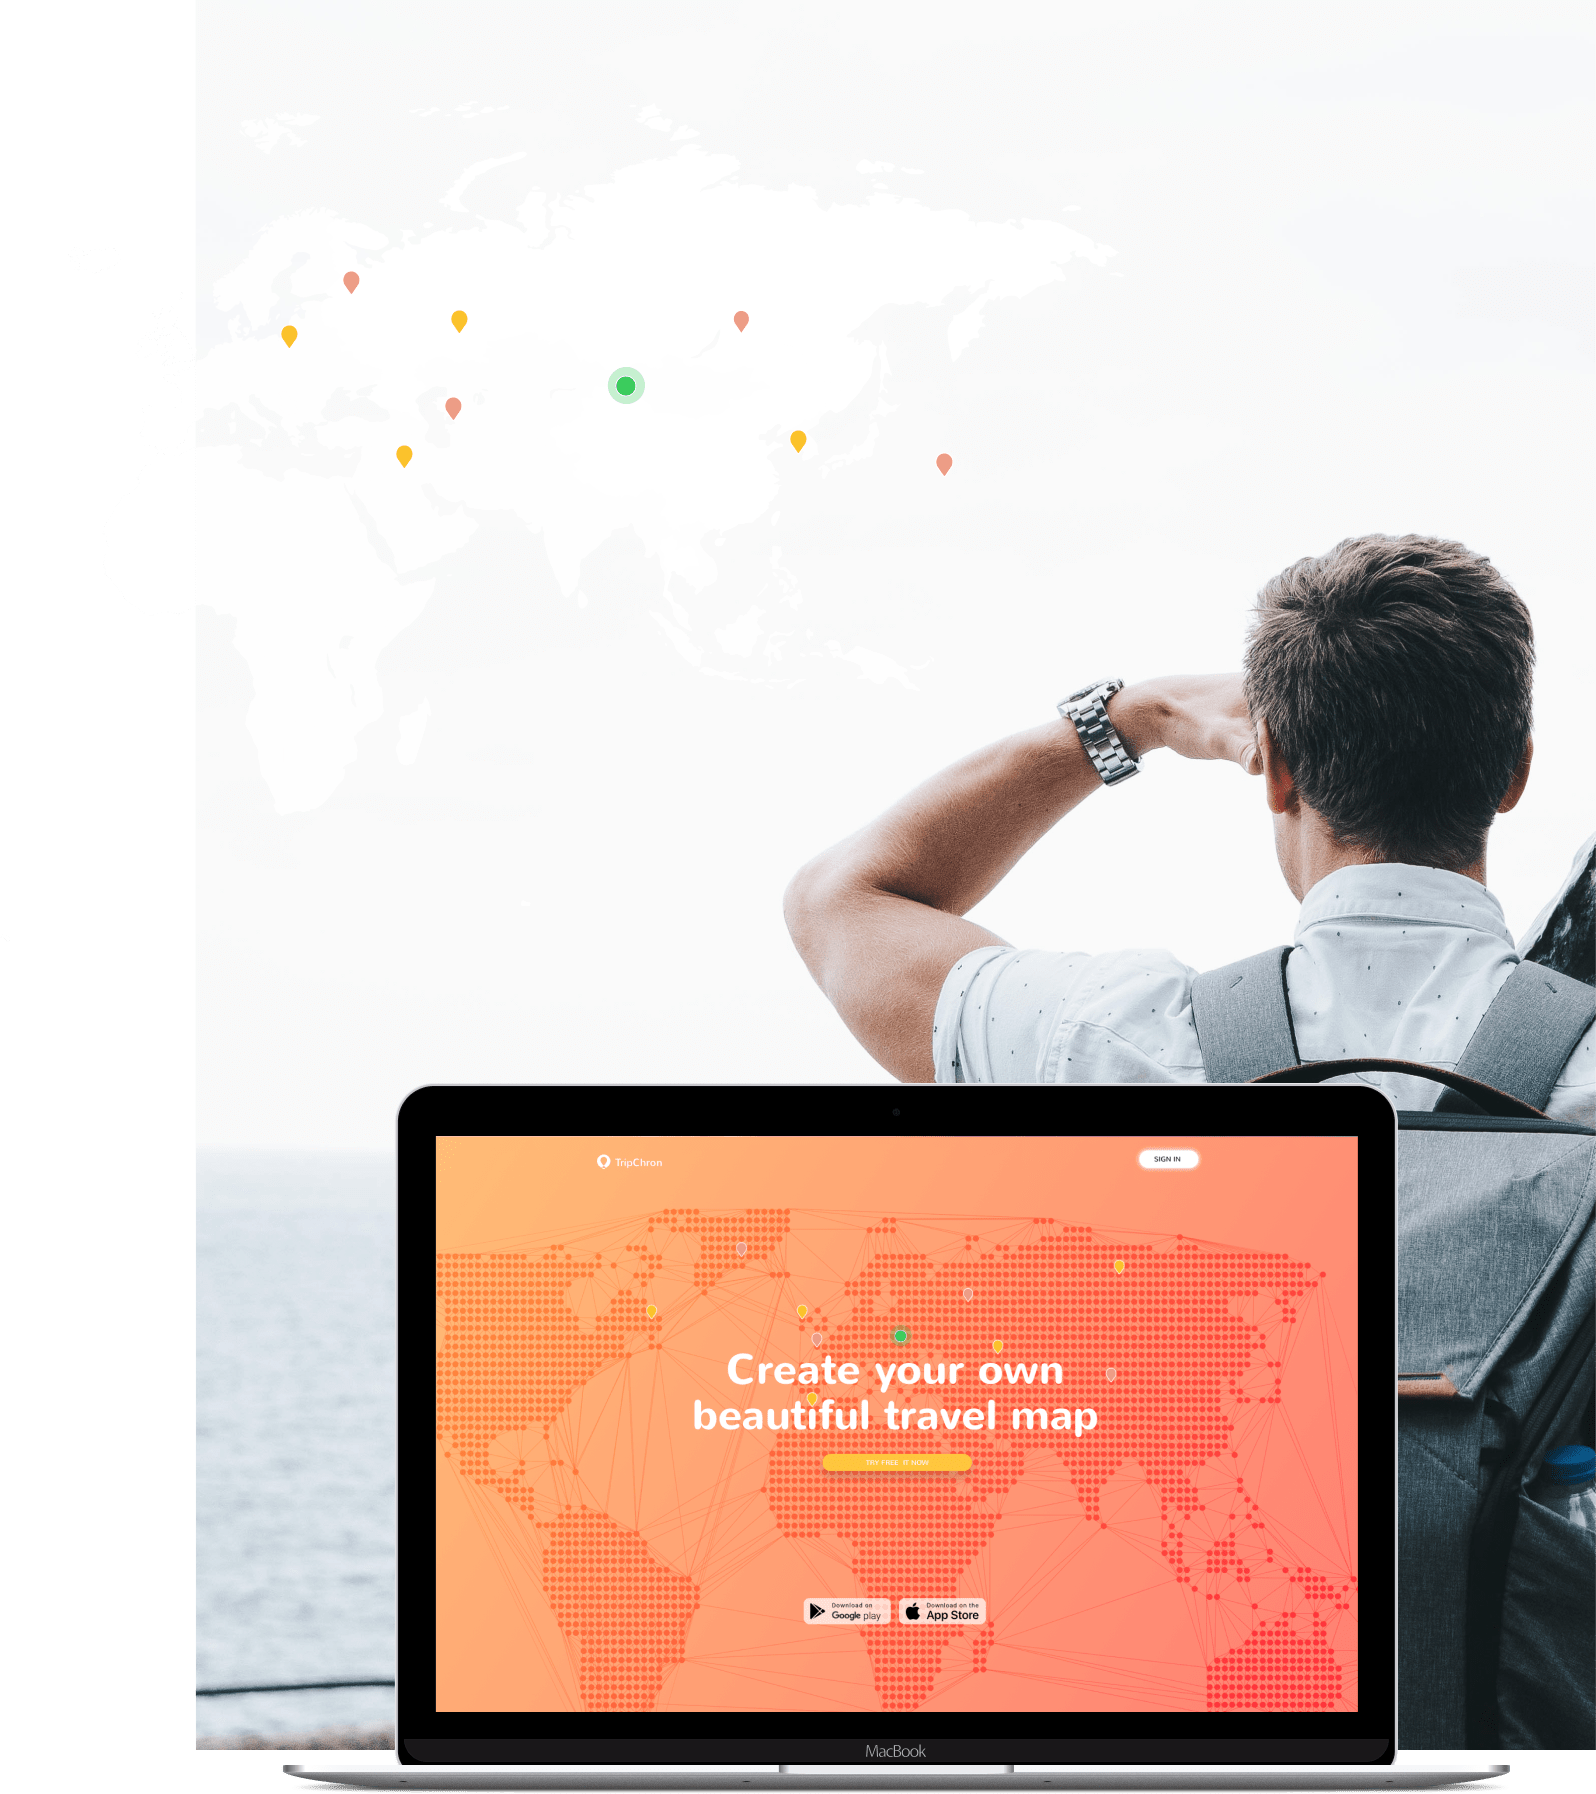 TripChron
SIGN IN
Create your own
beautiful travel map
TRY FREE IT NOW
Download on
Google play
Download on the
App Store
MacBook